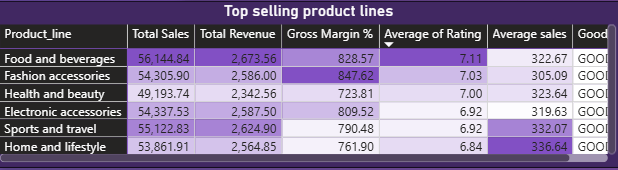 Top selling product lines
Product_line Total Sales Total Revenue Gross Margin % Average of Rating Average sales Good
Food and beverages 56,144.84 2,673.56 828.57 7.11 322.67 GOOD
Fashion accessories 54,305.90 2,586.00 847.62 7.03 305.09 GOOD
Health and beauty 49,193.74 2,342.56 723.81 7.00 323.64 GOOD
Electronic accessories 54,337.53 2,587.50 809.52 6.92 319.63 GOOD
Sports and travel 55,122.83 2,624.90 790.48 6.92 332.07 GOOD
Home and lifestyle 53,861.91 2,564.85 761.90 6.84 336.64 GOOD